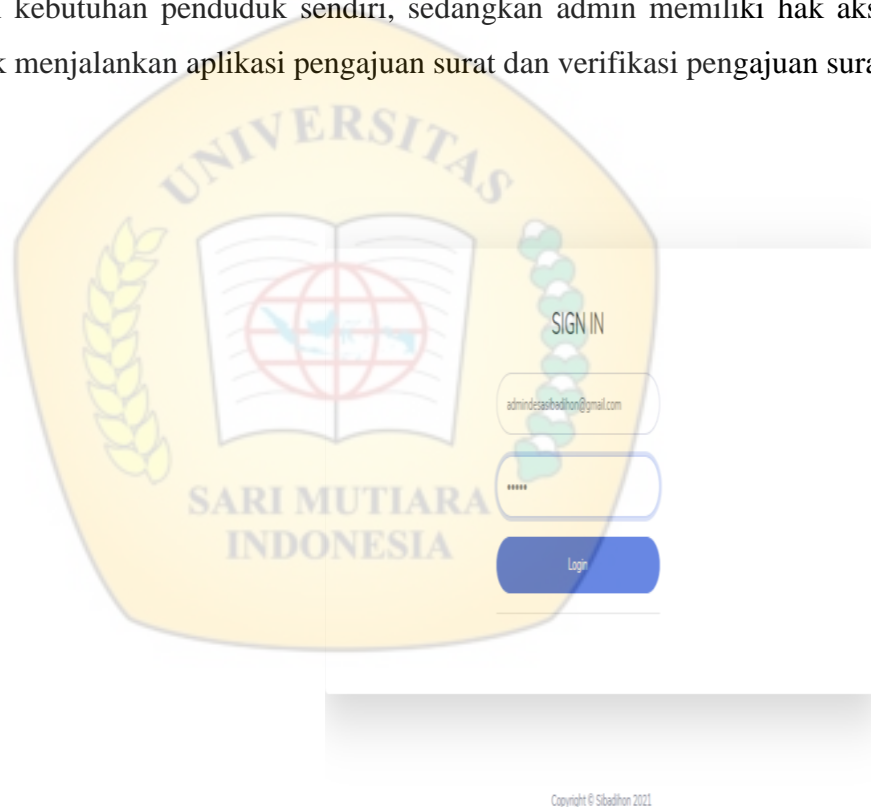 kebutuhan penduduk sendiri, sedangkan admin memiliki hak aks
k menjalankan aplikasi pengajuan surat dan verifikasi pengajuan sura
UNIVERSITAS
SIGN IN
admindesasibadihon@gmail.com
•••••
SARI MUTIARA
INDONESIA
Login
Copyright © Sibadihon 2021